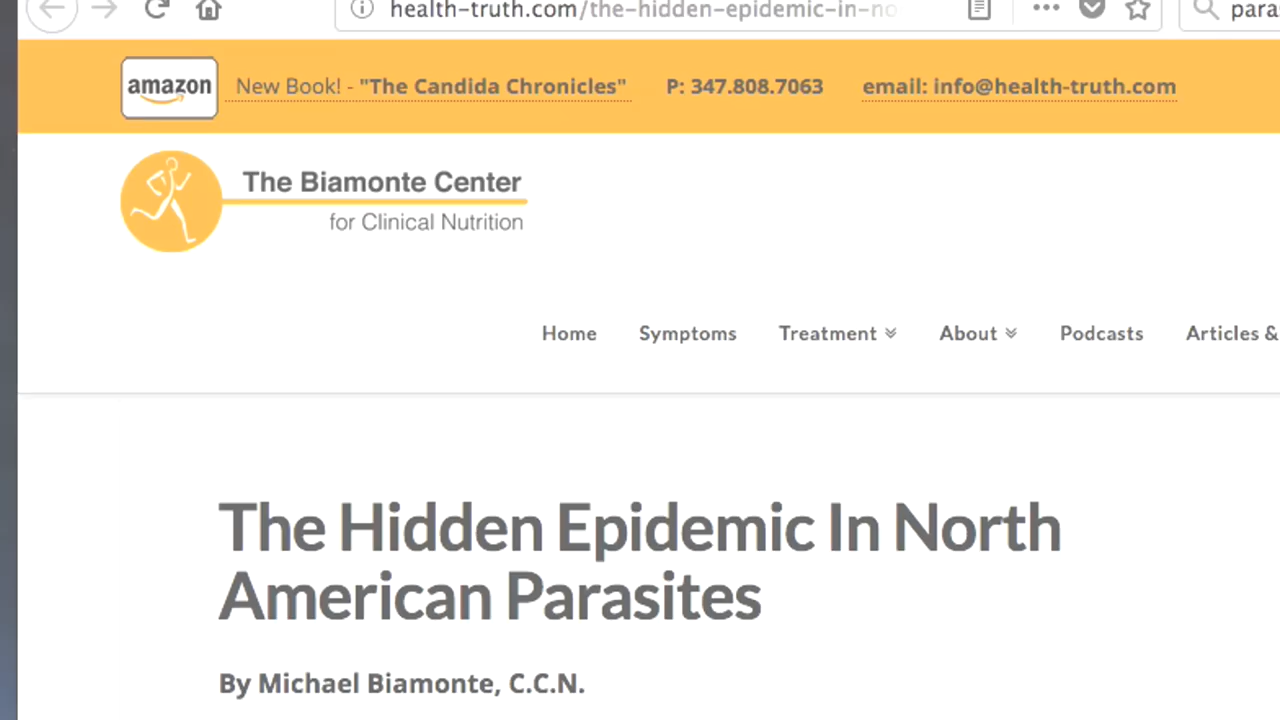 health-truth.com/the-hidden-epidemic-in-no
para
amazon
New Book! - "The Candida Chronicles"
P: 347.808.7063
email: info@health-truth.com
The Biamonte Center
for Clinical Nutrition
Home
Symptoms
Treatment
About
Podcasts
Articles &
The Hidden Epidemic In North
American Parasites
By Michael Biamonte, C.C.N.